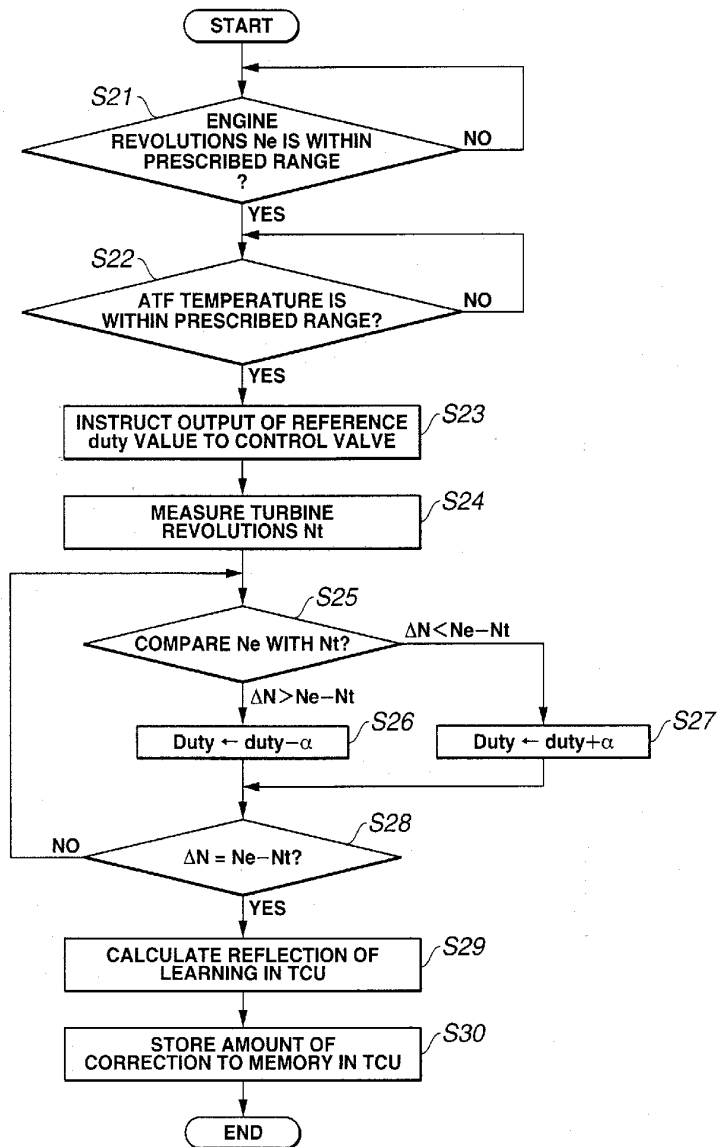 START
S21
ENGINE
REVOLUTIONS Ne IS WITHIN
PRESCRIBED RANGE
?
NO
YES
S22
ATF TEMPERATURE IS
WITHIN PRESCRIBED RANGE?
NO
YES
S23
INSTRUCT OUTPUT OF REFERENCE
duty VALUE TO CONTROL VALVE
S24
MEASURE TURBINE
REVOLUTIONS Nt
S25
COMPARE Ne WITH Nt?
ΔN<Ne–Nt
ΔN>Ne–Nt
S26
Duty ← duty–α
S27
Duty ← duty+α
S28
NO
ΔN = Ne–Nt?
YES
S29
CALCULATE REFLECTION OF
LEARNING IN TCU
S30
STORE AMOUNT OF
CORRECTION TO MEMORY IN TCU
END